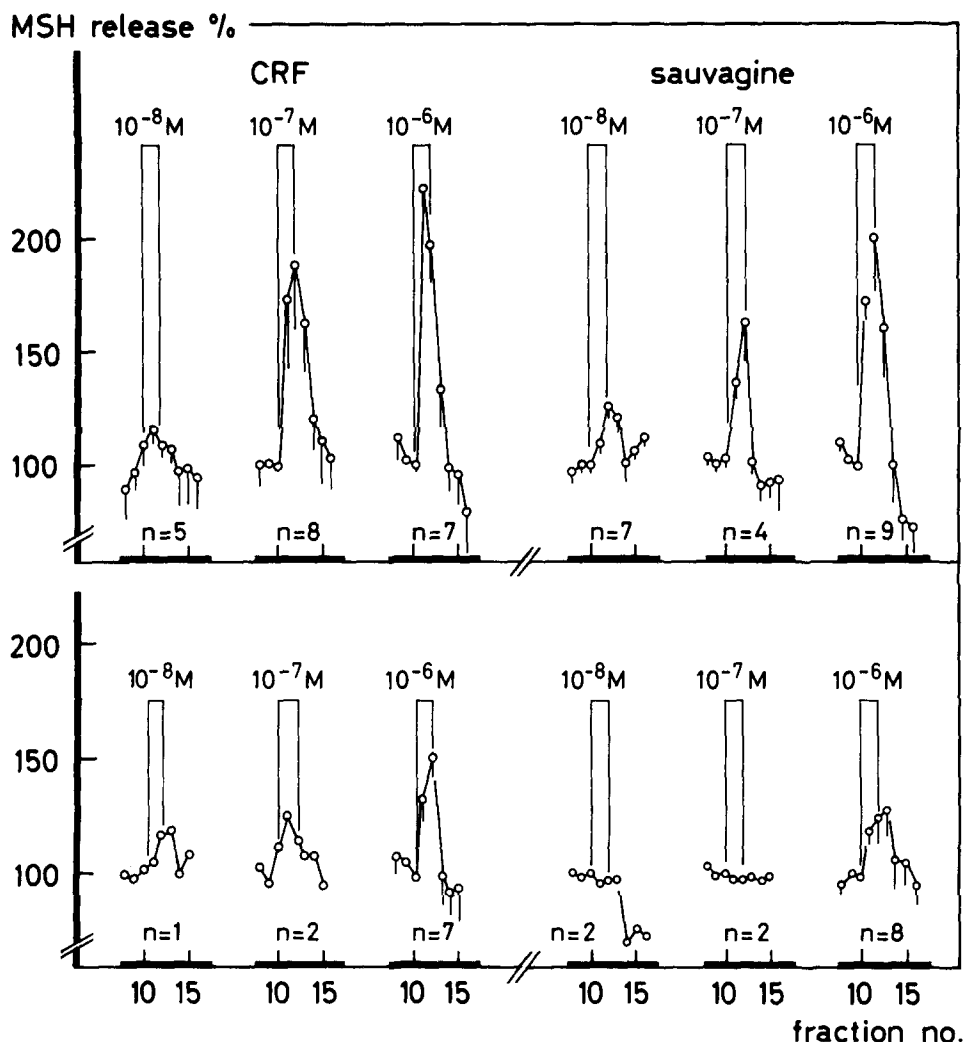 MSH release %
CRF sauvagine
10⁻⁸M 10⁻⁷M 10⁻⁶M 10⁻⁸M 10⁻⁷M 10⁻⁶M
200
150
100
n=5 n=8 n=7 n=7 n=4 n=9
200
10⁻⁸M 10⁻⁷M 10⁻⁶M 10⁻⁸M 10⁻⁷M 10⁻⁶M
150
100
n=1 n=2 n=7 n=2 n=2 n=8
10 15 10 15 10 15 10 15 10 15 10 15
fraction no.